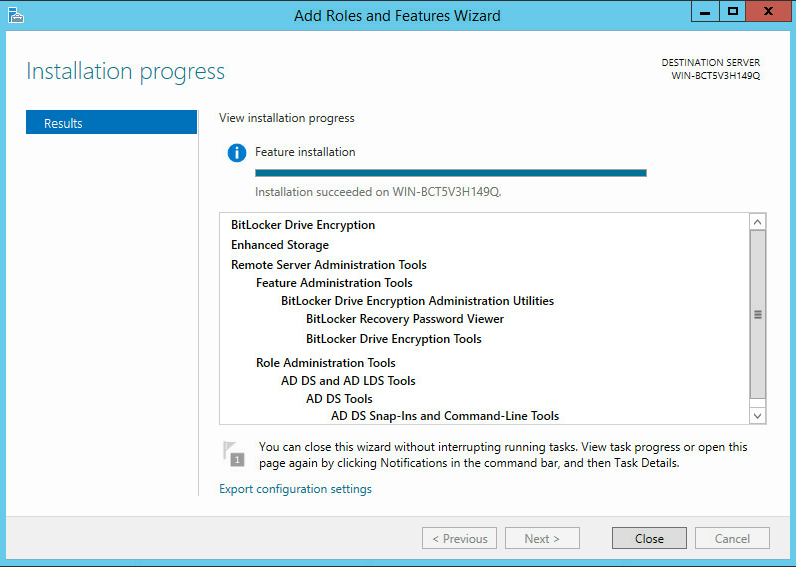 Add Roles and Features Wizard
Installation progress
DESTINATION SERVER
WIN-BCT5V3H149Q
Results
View installation progress
Feature installation
Installation succeeded on WIN-BCT5V3H149Q.
BitLocker Drive Encryption
Enhanced Storage
Remote Server Administration Tools
Feature Administration Tools
BitLocker Drive Encryption Administration Utilities
BitLocker Recovery Password Viewer
BitLocker Drive Encryption Tools
Role Administration Tools
AD DS and AD LDS Tools
AD DS Tools
AD DS Snap-Ins and Command-Line Tools
1
You can close this wizard without interrupting running tasks. View task progress or open this
page again by clicking Notifications in the command bar, and then Task Details.
Export configuration settings
< Previous
Next >
Close
Cancel